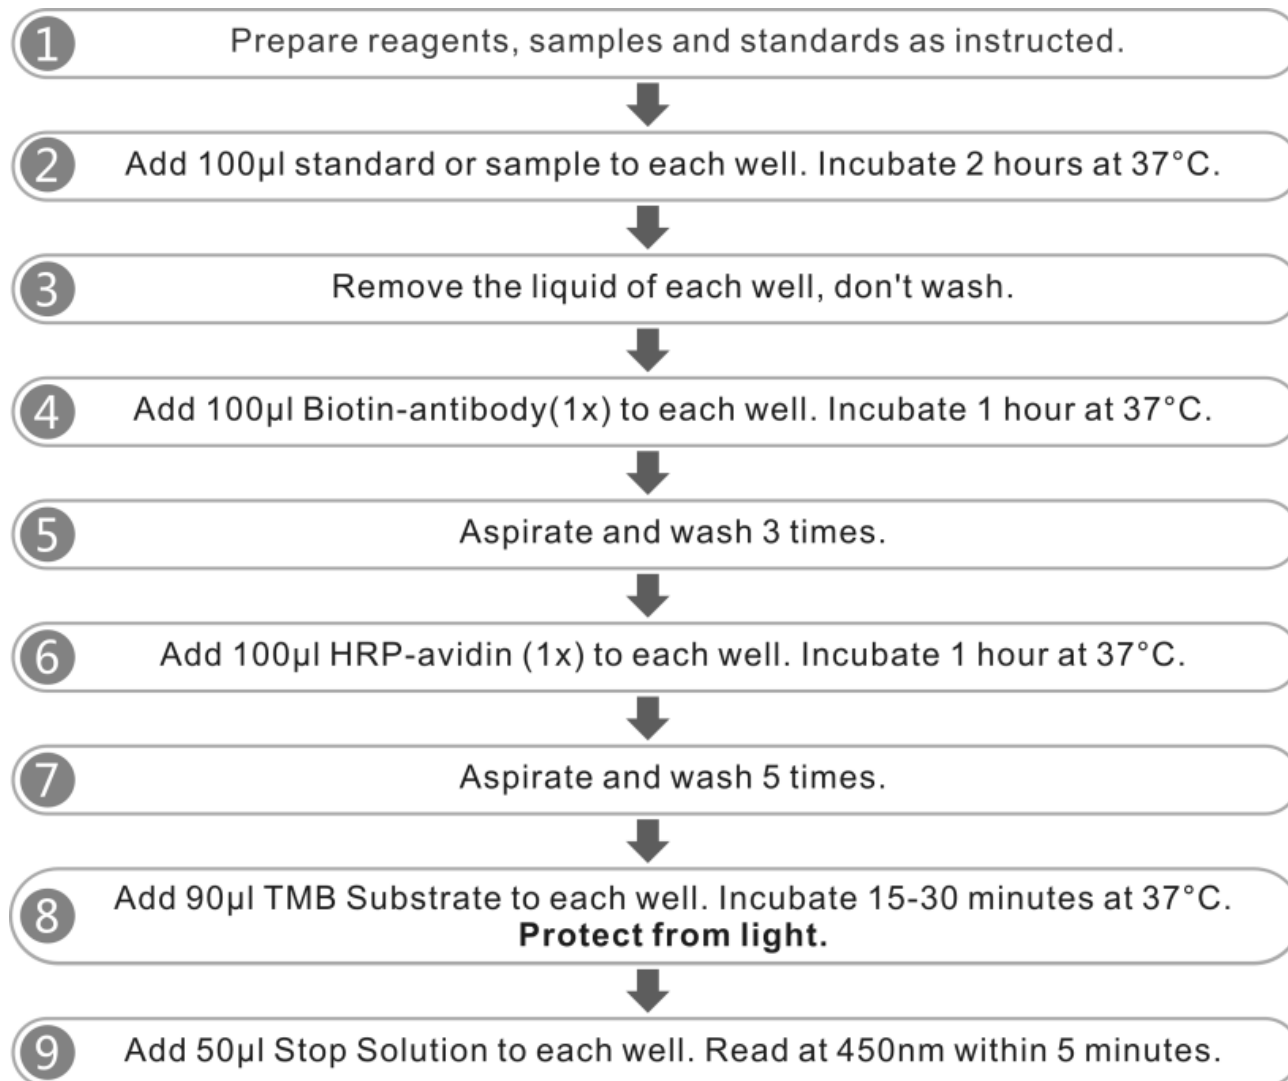 1 Prepare reagents, samples and standards as instructed.
2 Add 100µl standard or sample to each well. Incubate 2 hours at 37°C.
3 Remove the liquid of each well, don't wash.
4 Add 100µl Biotin-antibody(1x) to each well. Incubate 1 hour at 37°C.
5 Aspirate and wash 3 times.
6 Add 100µl HRP-avidin (1x) to each well. Incubate 1 hour at 37°C.
7 Aspirate and wash 5 times.
8 Add 90µl TMB Substrate to each well. Incubate 15-30 minutes at 37°C.
Protect from light.
9 Add 50µl Stop Solution to each well. Read at 450nm within 5 minutes.